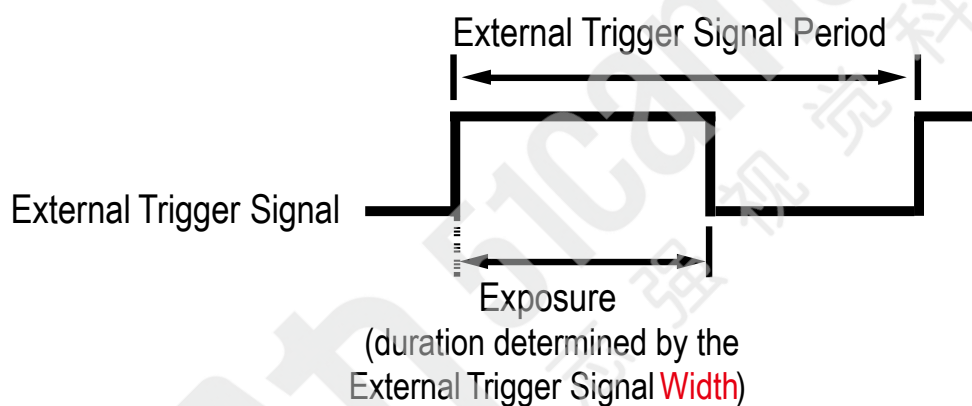 External Trigger Signal Period
External Trigger Signal
Exposure
(duration determined by the
External Trigger Signal Width)